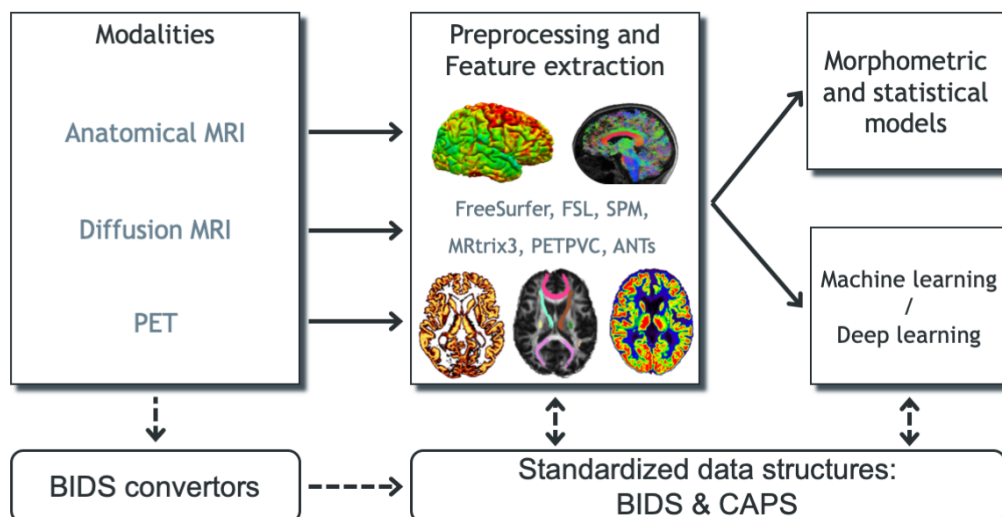 Modalities
Anatomical MRI
Diffusion MRI
PET
Preprocessing and
Feature extraction
FreeSurfer, FSL, SPM,
MRtrix3, PETPVC, ANTs
Morphometric
and statistical
models
Machine learning
/
Deep learning
BIDS convertors
Standardized data structures:
BIDS & CAPS